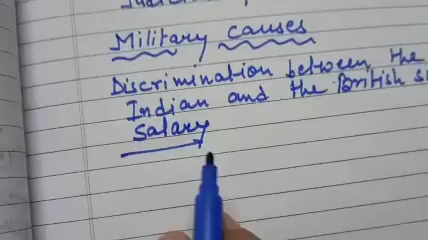 Military causes
Discrimination between the
Indian and the British
Salary